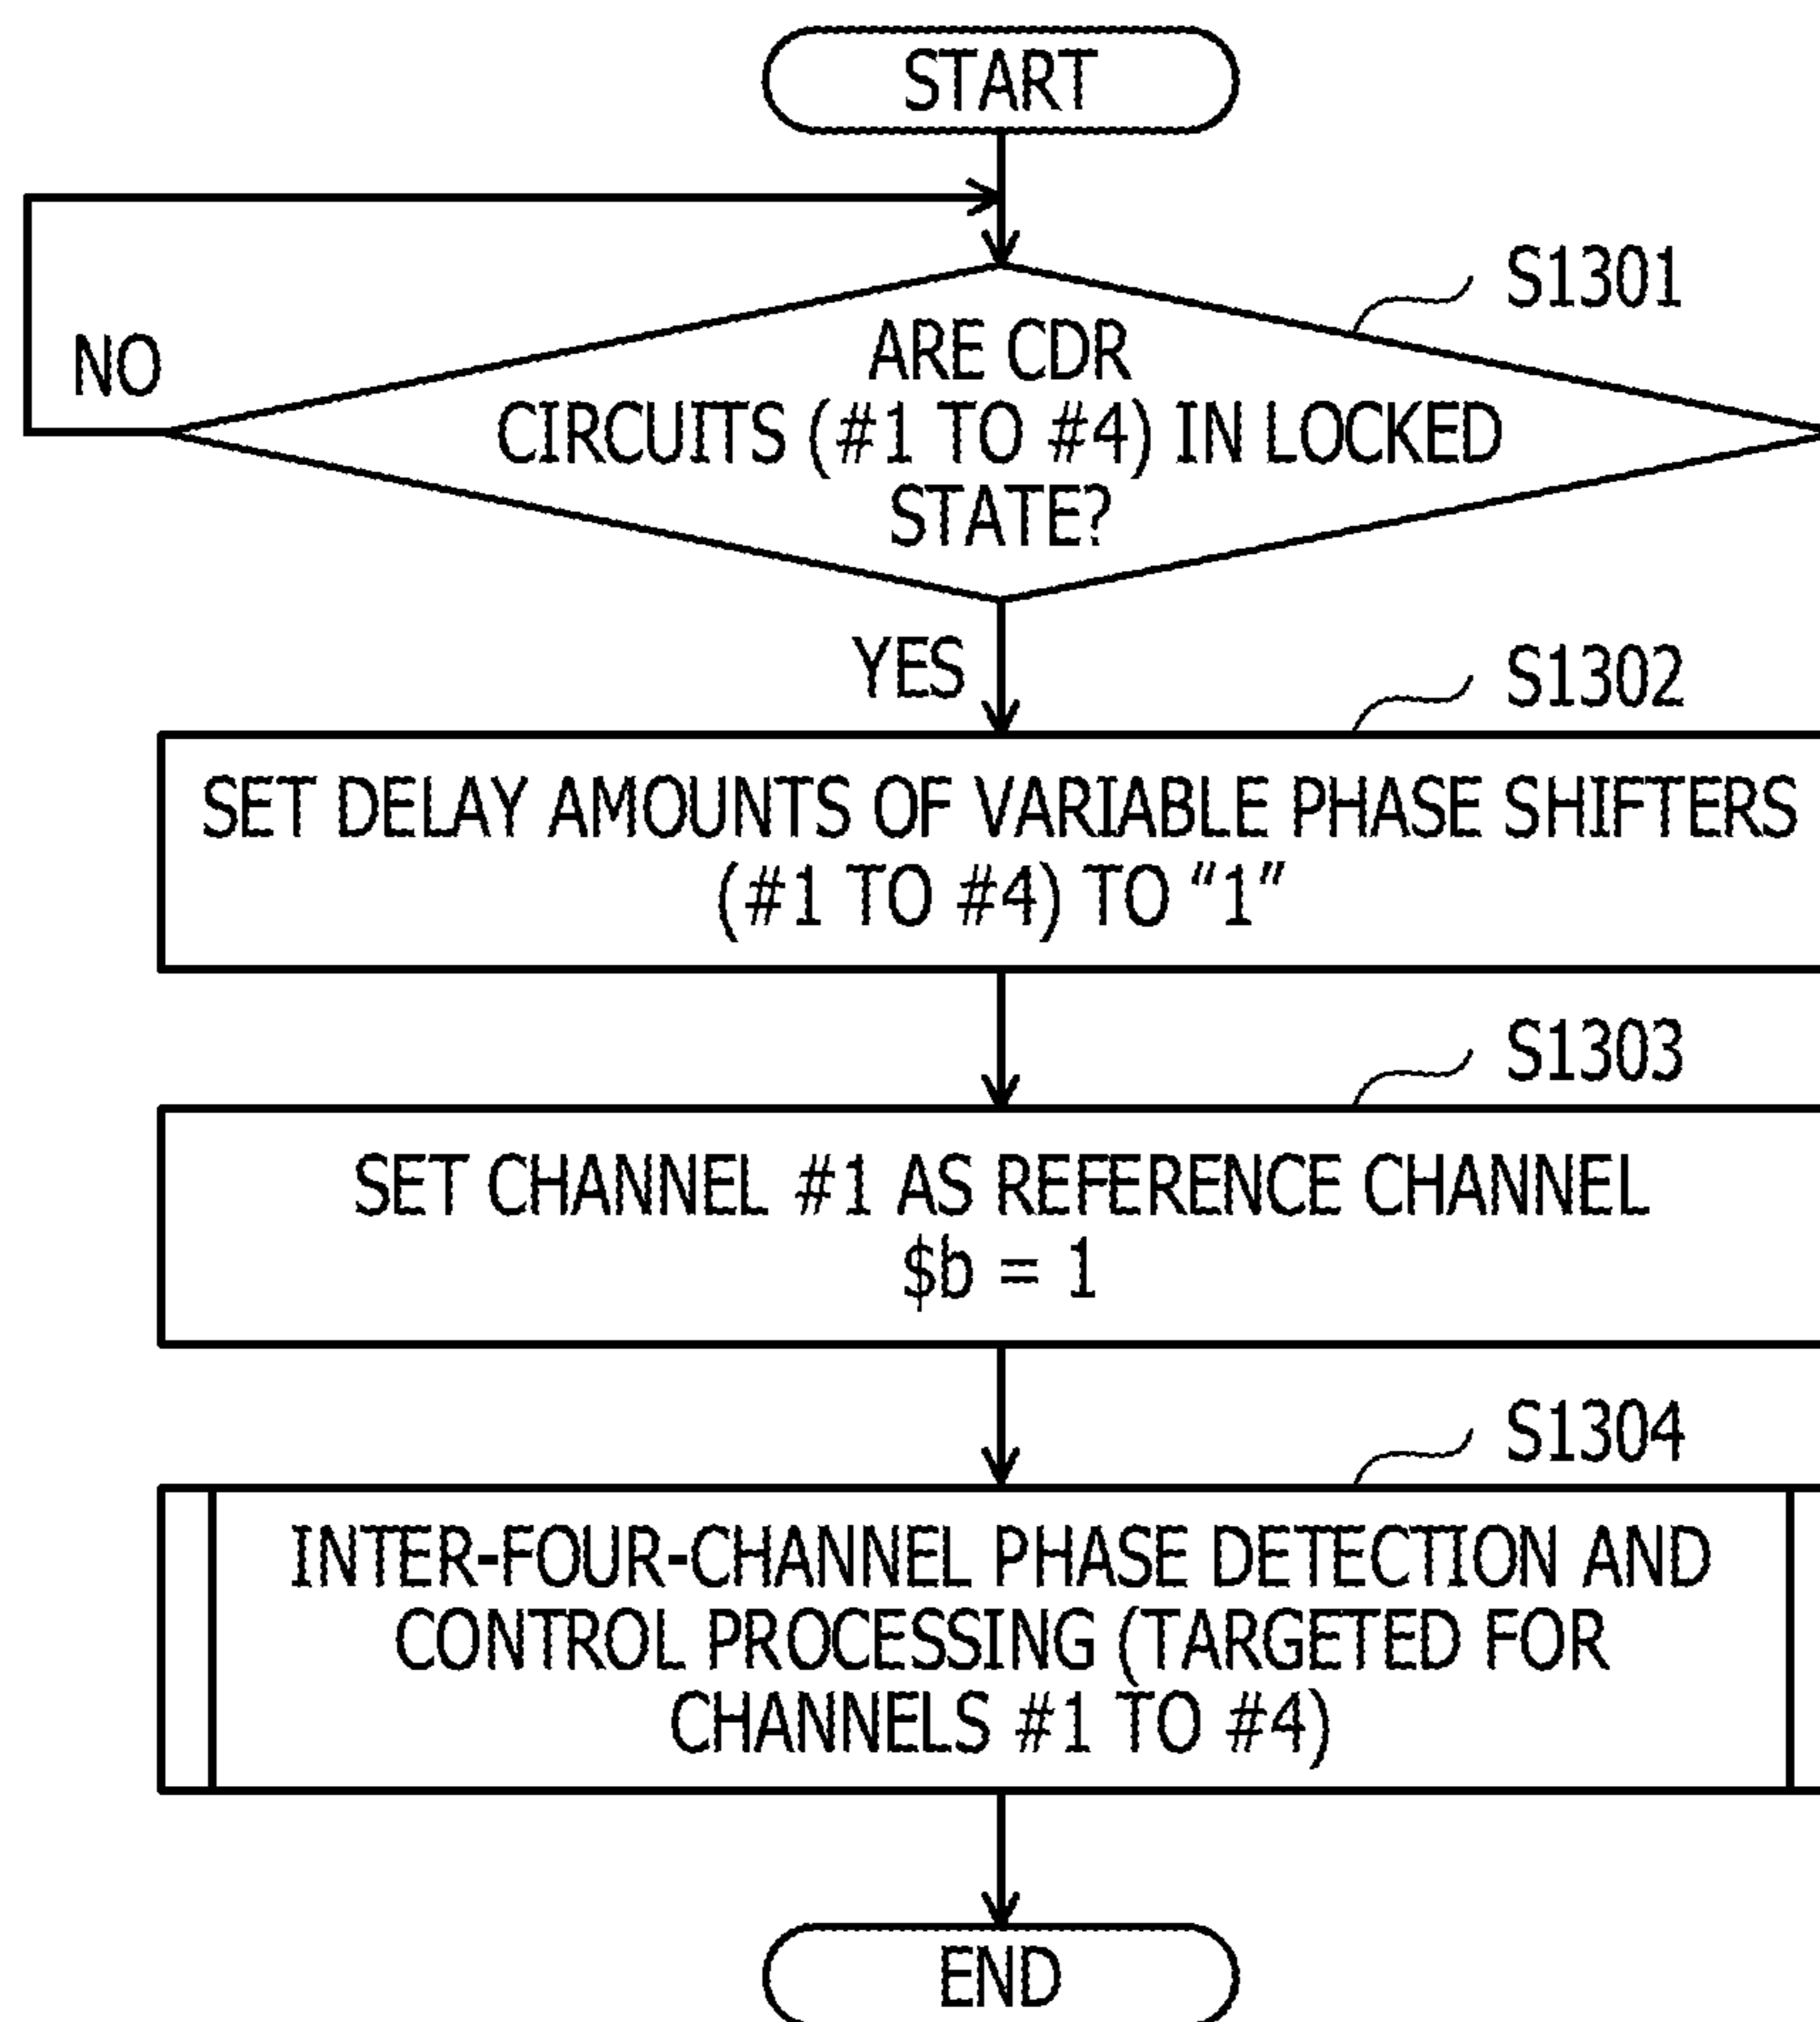 START
S1301
NO
ARE CDR
CIRCUITS (#1 TO #4) IN LOCKED
STATE?
YES
S1302
SET DELAY AMOUNTS OF VARIABLE PHASE SHIFTERS
(#1 TO #4) TO "1"
S1303
SET CHANNEL #1 AS REFERENCE CHANNEL
$b = 1
S1304
INTER-FOUR-CHANNEL PHASE DETECTION AND
CONTROL PROCESSING (TARGETED FOR
CHANNELS #1 TO #4)
END